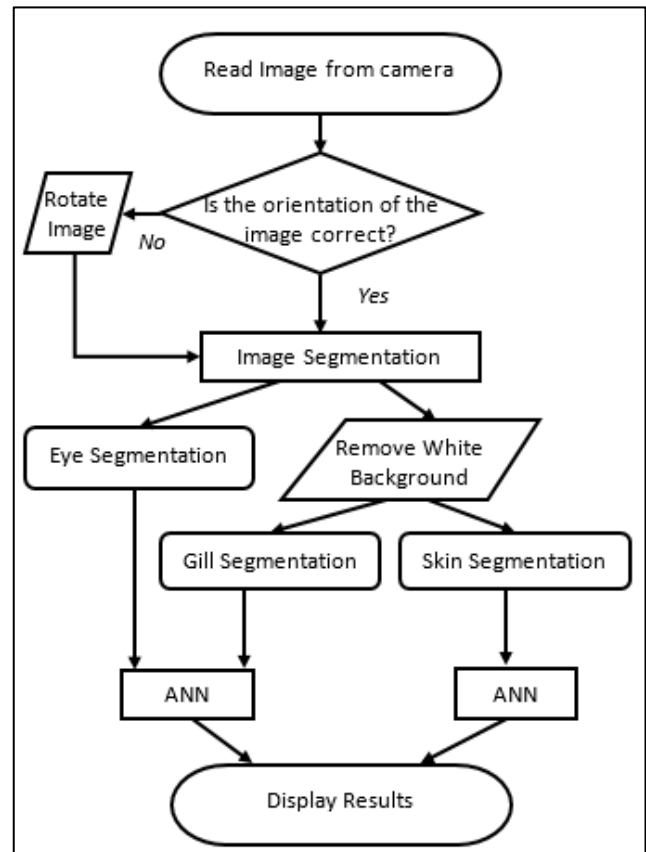 Read Image from camera
Is the orientation of the
image correct?
Rotate
Image
No
Yes
Image Segmentation
Eye Segmentation
Remove White
Background
Gill Segmentation
Skin Segmentation
ANN
ANN
Display Results